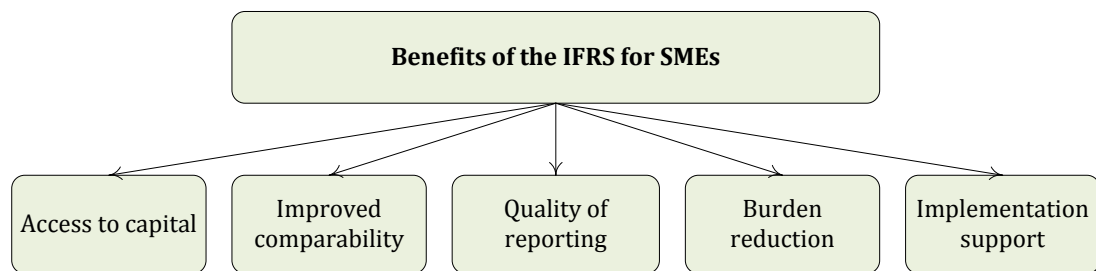 Benefits of the IFRS for SMEs
Access to capital
Improved
comparability
Quality of
reporting
Burden
reduction
Implementation
support